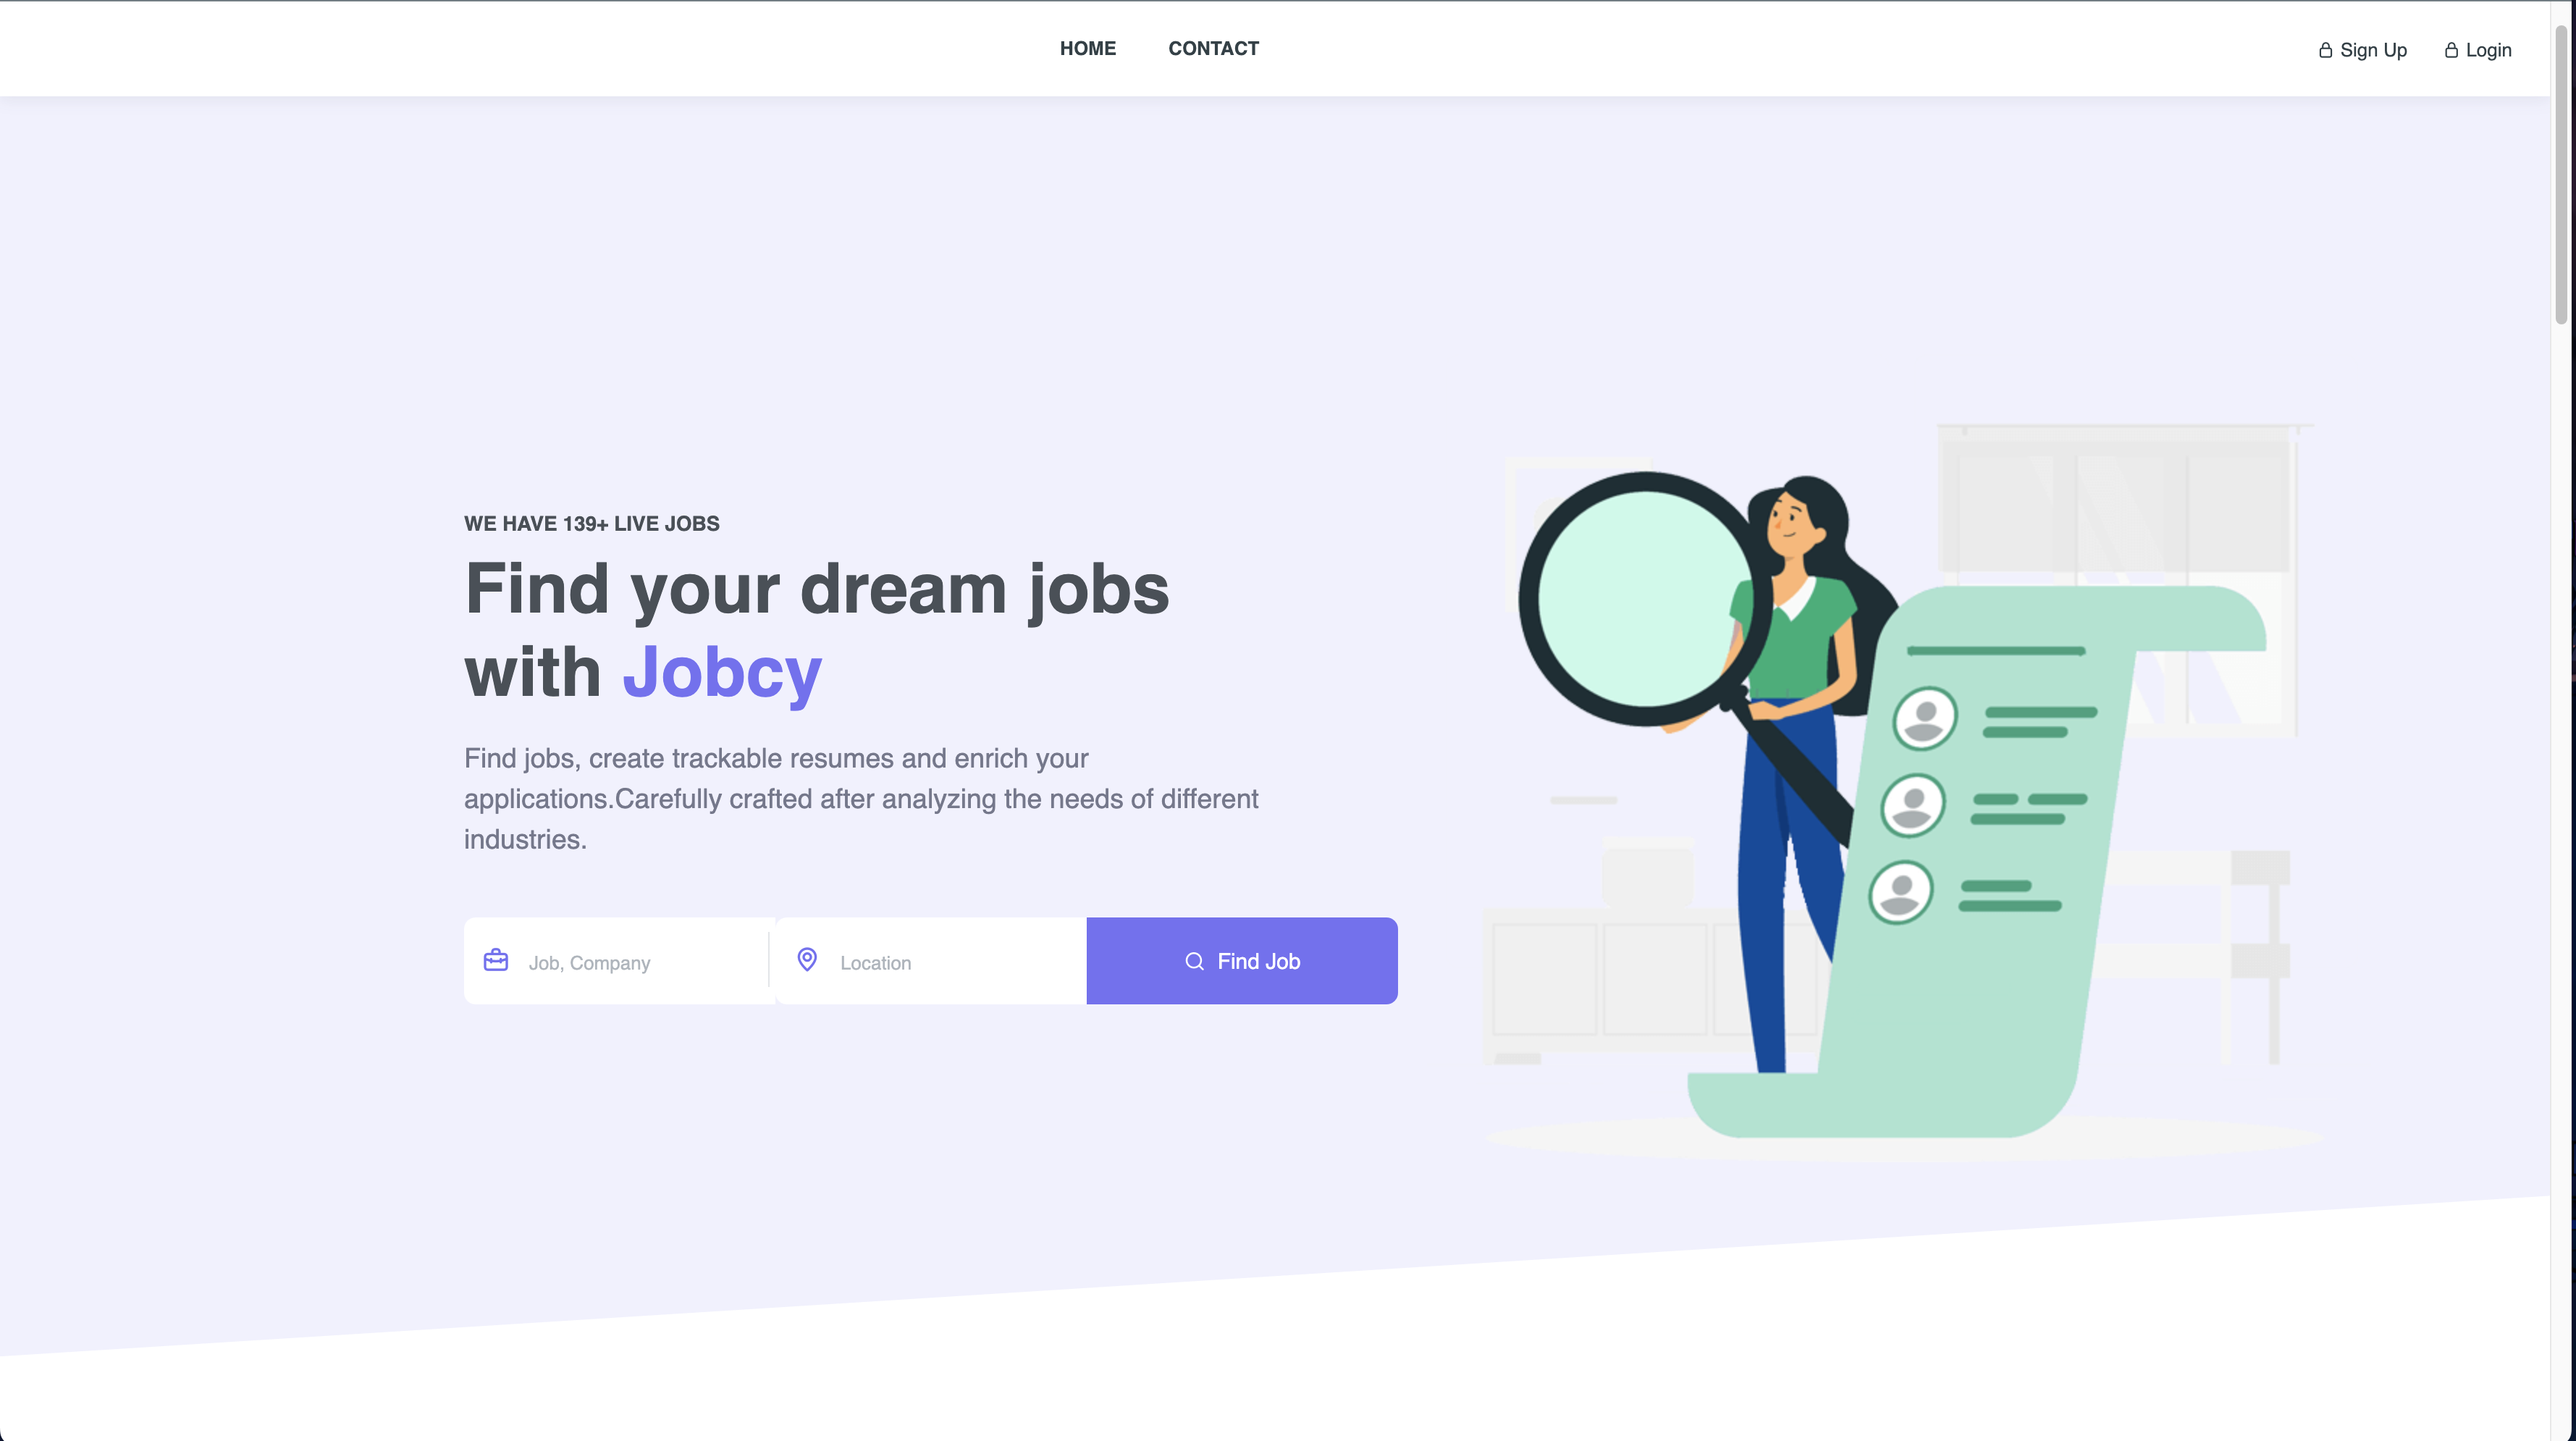 HOME CONTACT Sign Up Login
WE HAVE 139+ LIVE JOBS
Find your dream jobs
with Jobcy
Find jobs, create trackable resumes and enrich your
applications.Carefully crafted after analyzing the needs of different
industries.
Job, Company Location Find Job